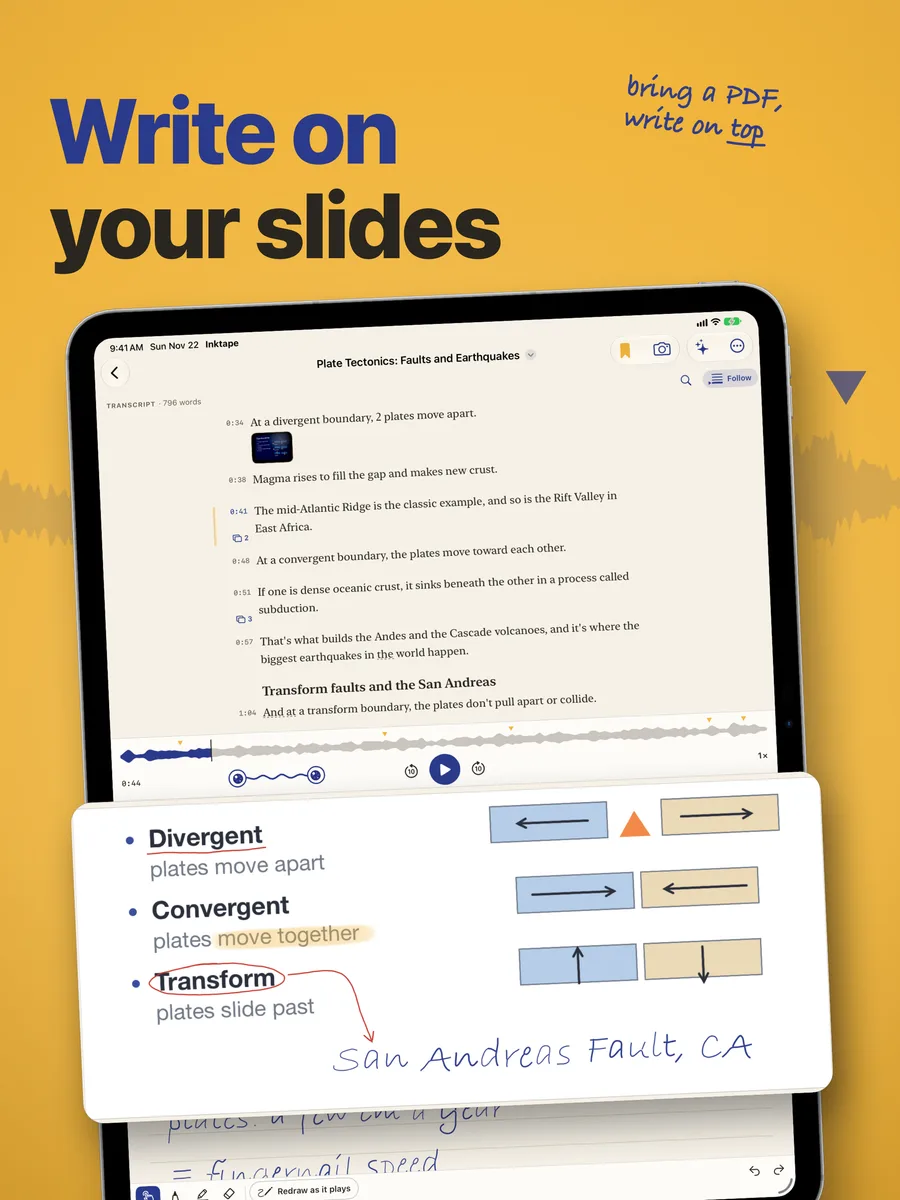 Write on
your slides
bring a PDF,
write on top
9:41 AM Sun Nov 22 Inktape
Plate Tectonics: Faults and Earthquakes
Follow
TRANSCRIPT · 796 words
0:34 At a divergent boundary, 2 plates move apart.
0:38 Magma rises to fill the gap and makes new crust.
0:41 The mid-Atlantic Ridge is the classic example, and so is the Rift Valley in
East Africa.
2
0:48 At a convergent boundary, the plates move toward each other.
0:51 If one is dense oceanic crust, it sinks beneath the other in a process called
subduction.
3
0:57 That's what builds the Andes and the Cascade volcanoes, and it's where the
biggest earthquakes in the world happen.
Transform faults and the San Andreas
1:04 And at a transform boundary, the plates don't pull apart or collide.
0:44
10
10
1×
Divergent
plates move apart
Convergent
plates move together
Transform
plates slide past
San Andreas Fault, CA
plates: a few cm a year
= fingernail speed
Redraw as it plays